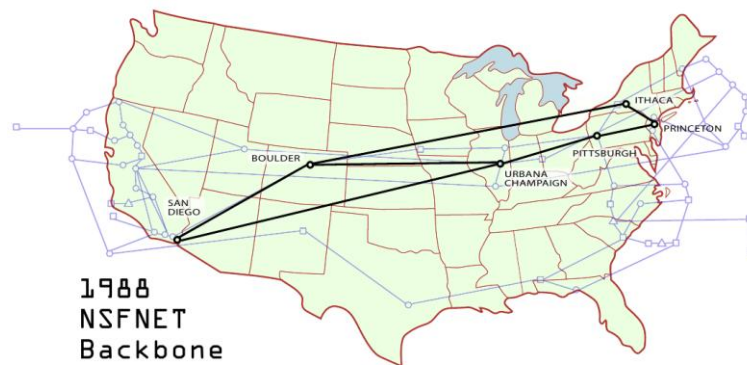 ITHACA
PRINCETON
BOULDER
PITTSBURGH
URBANA
CHAMPAIGN
SAN
DIEGO
1988
NSFNET
Backbone